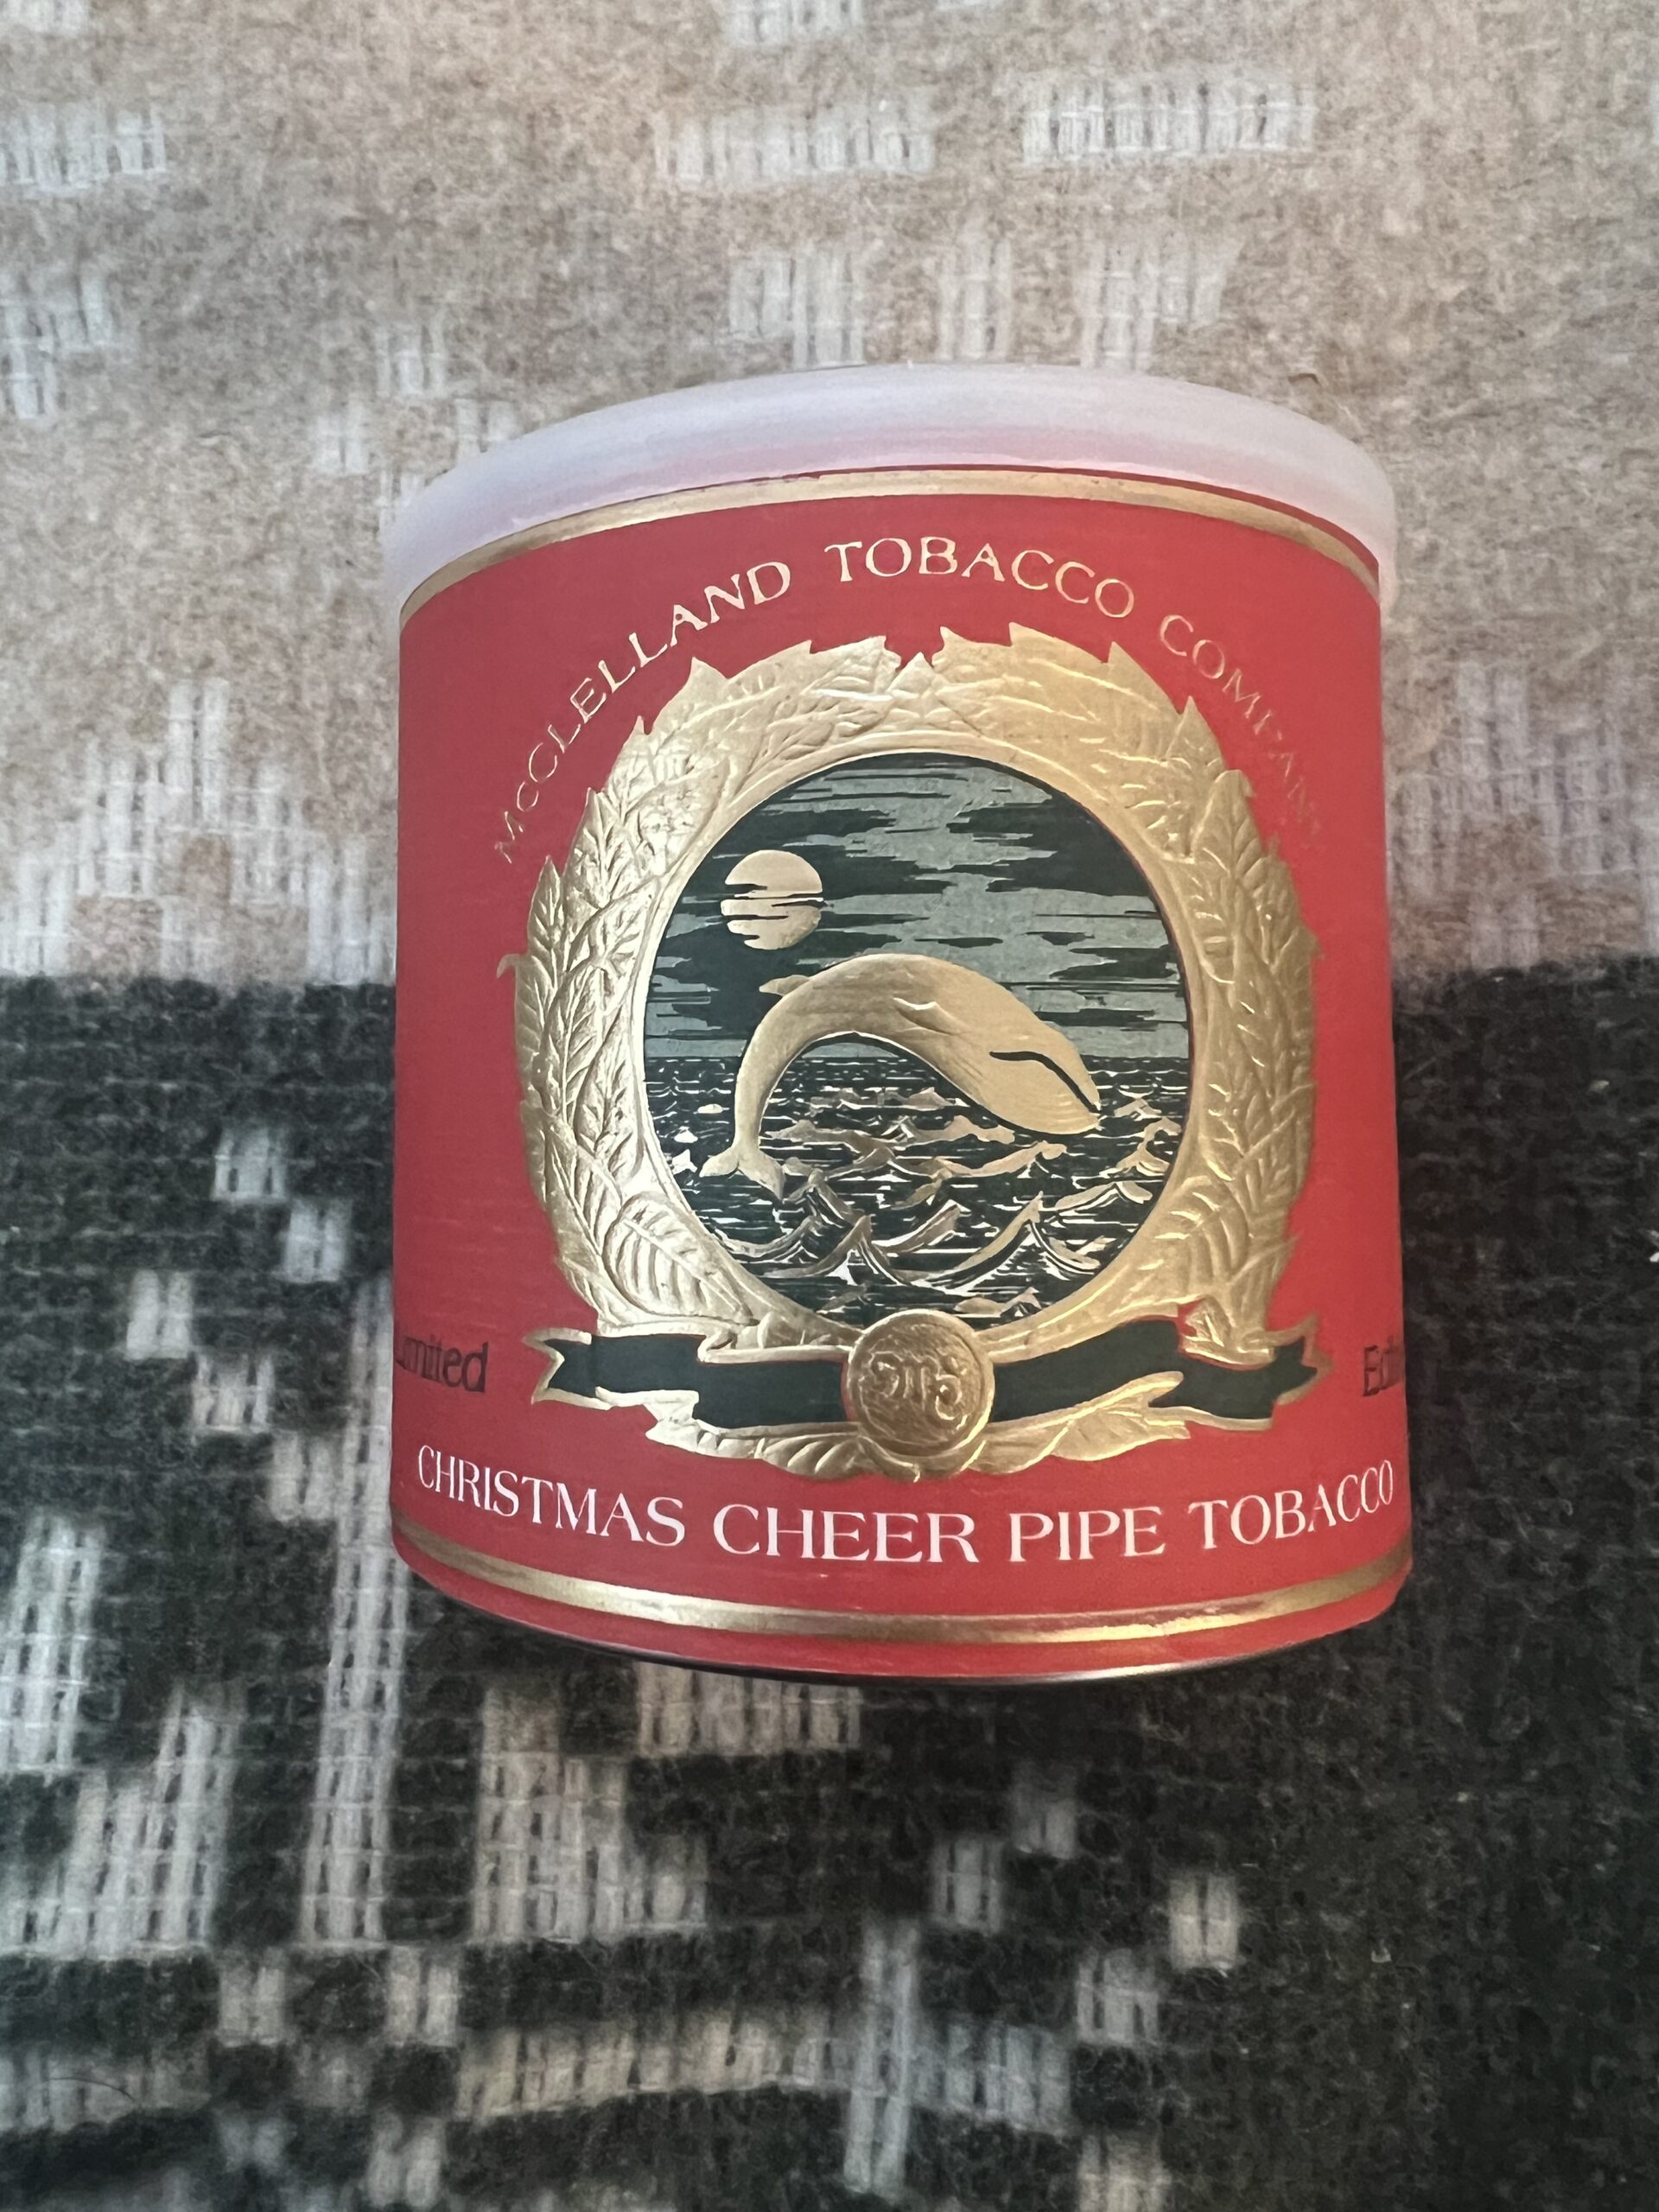 McCLELLAND TOBACCO COMPANY
Limited
CHRISTMAS CHEER PIPE TOBACCO